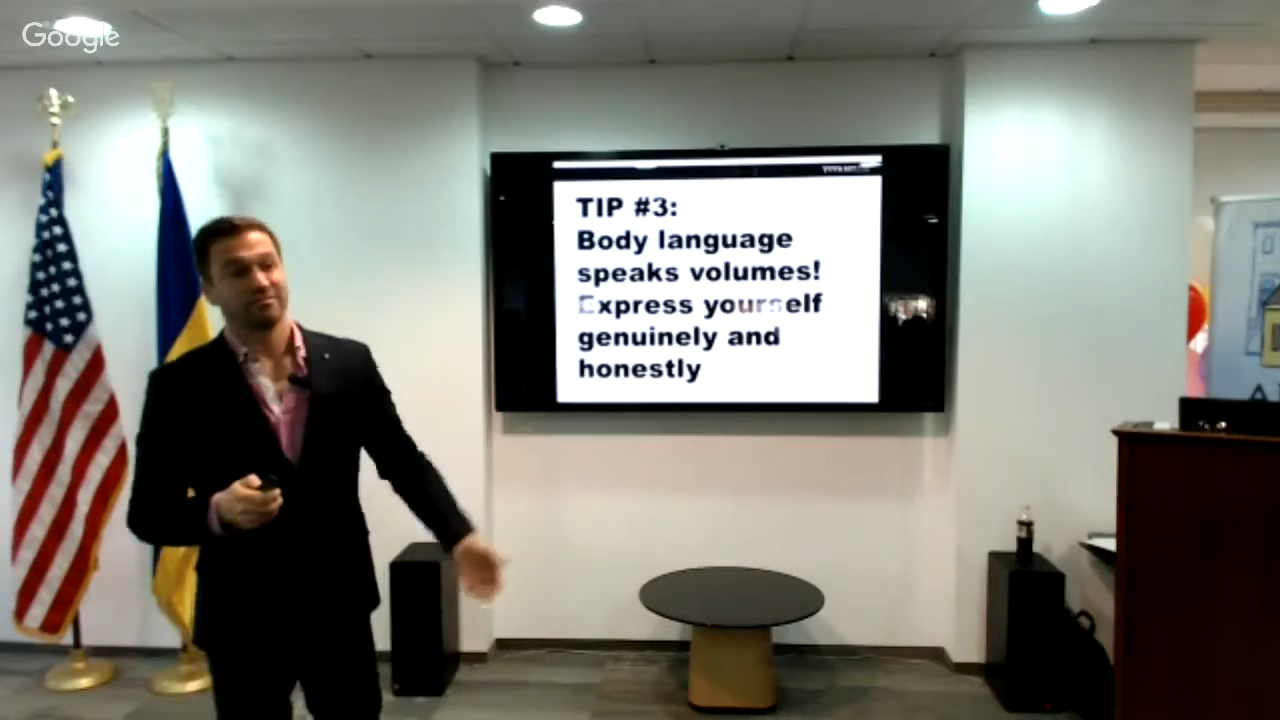 Google
TIP #3:
Body language
speaks volumes!
Express yourself
genuinely and
honestly